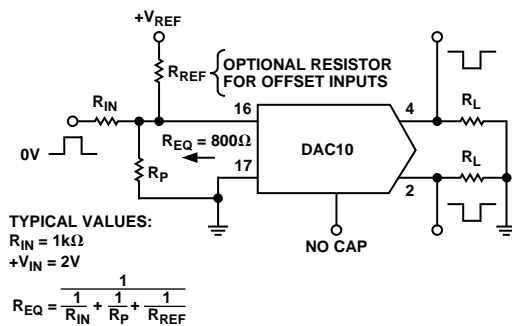 +VREF
RREF
OPTIONAL RESISTOR
FOR OFFSET INPUTS
RIN
16
4
RL
0V
REQ = 800Ω
DAC10
RP
17
2
RL
TYPICAL VALUES:
RIN = 1kΩ
+VIN = 2V
NO CAP
REQ = 1 / (1/RIN + 1/RP + 1/RREF)